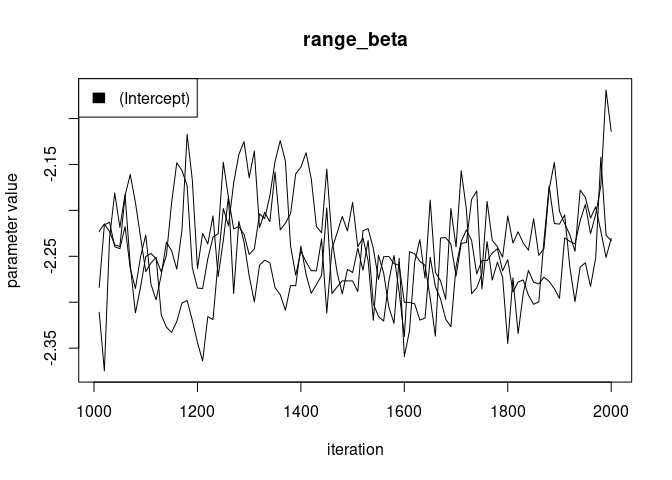 range_beta
(Intercept)
parameter value
-2.15
-2.25
-2.35
1000 1200 1400 1600 1800 2000
iteration